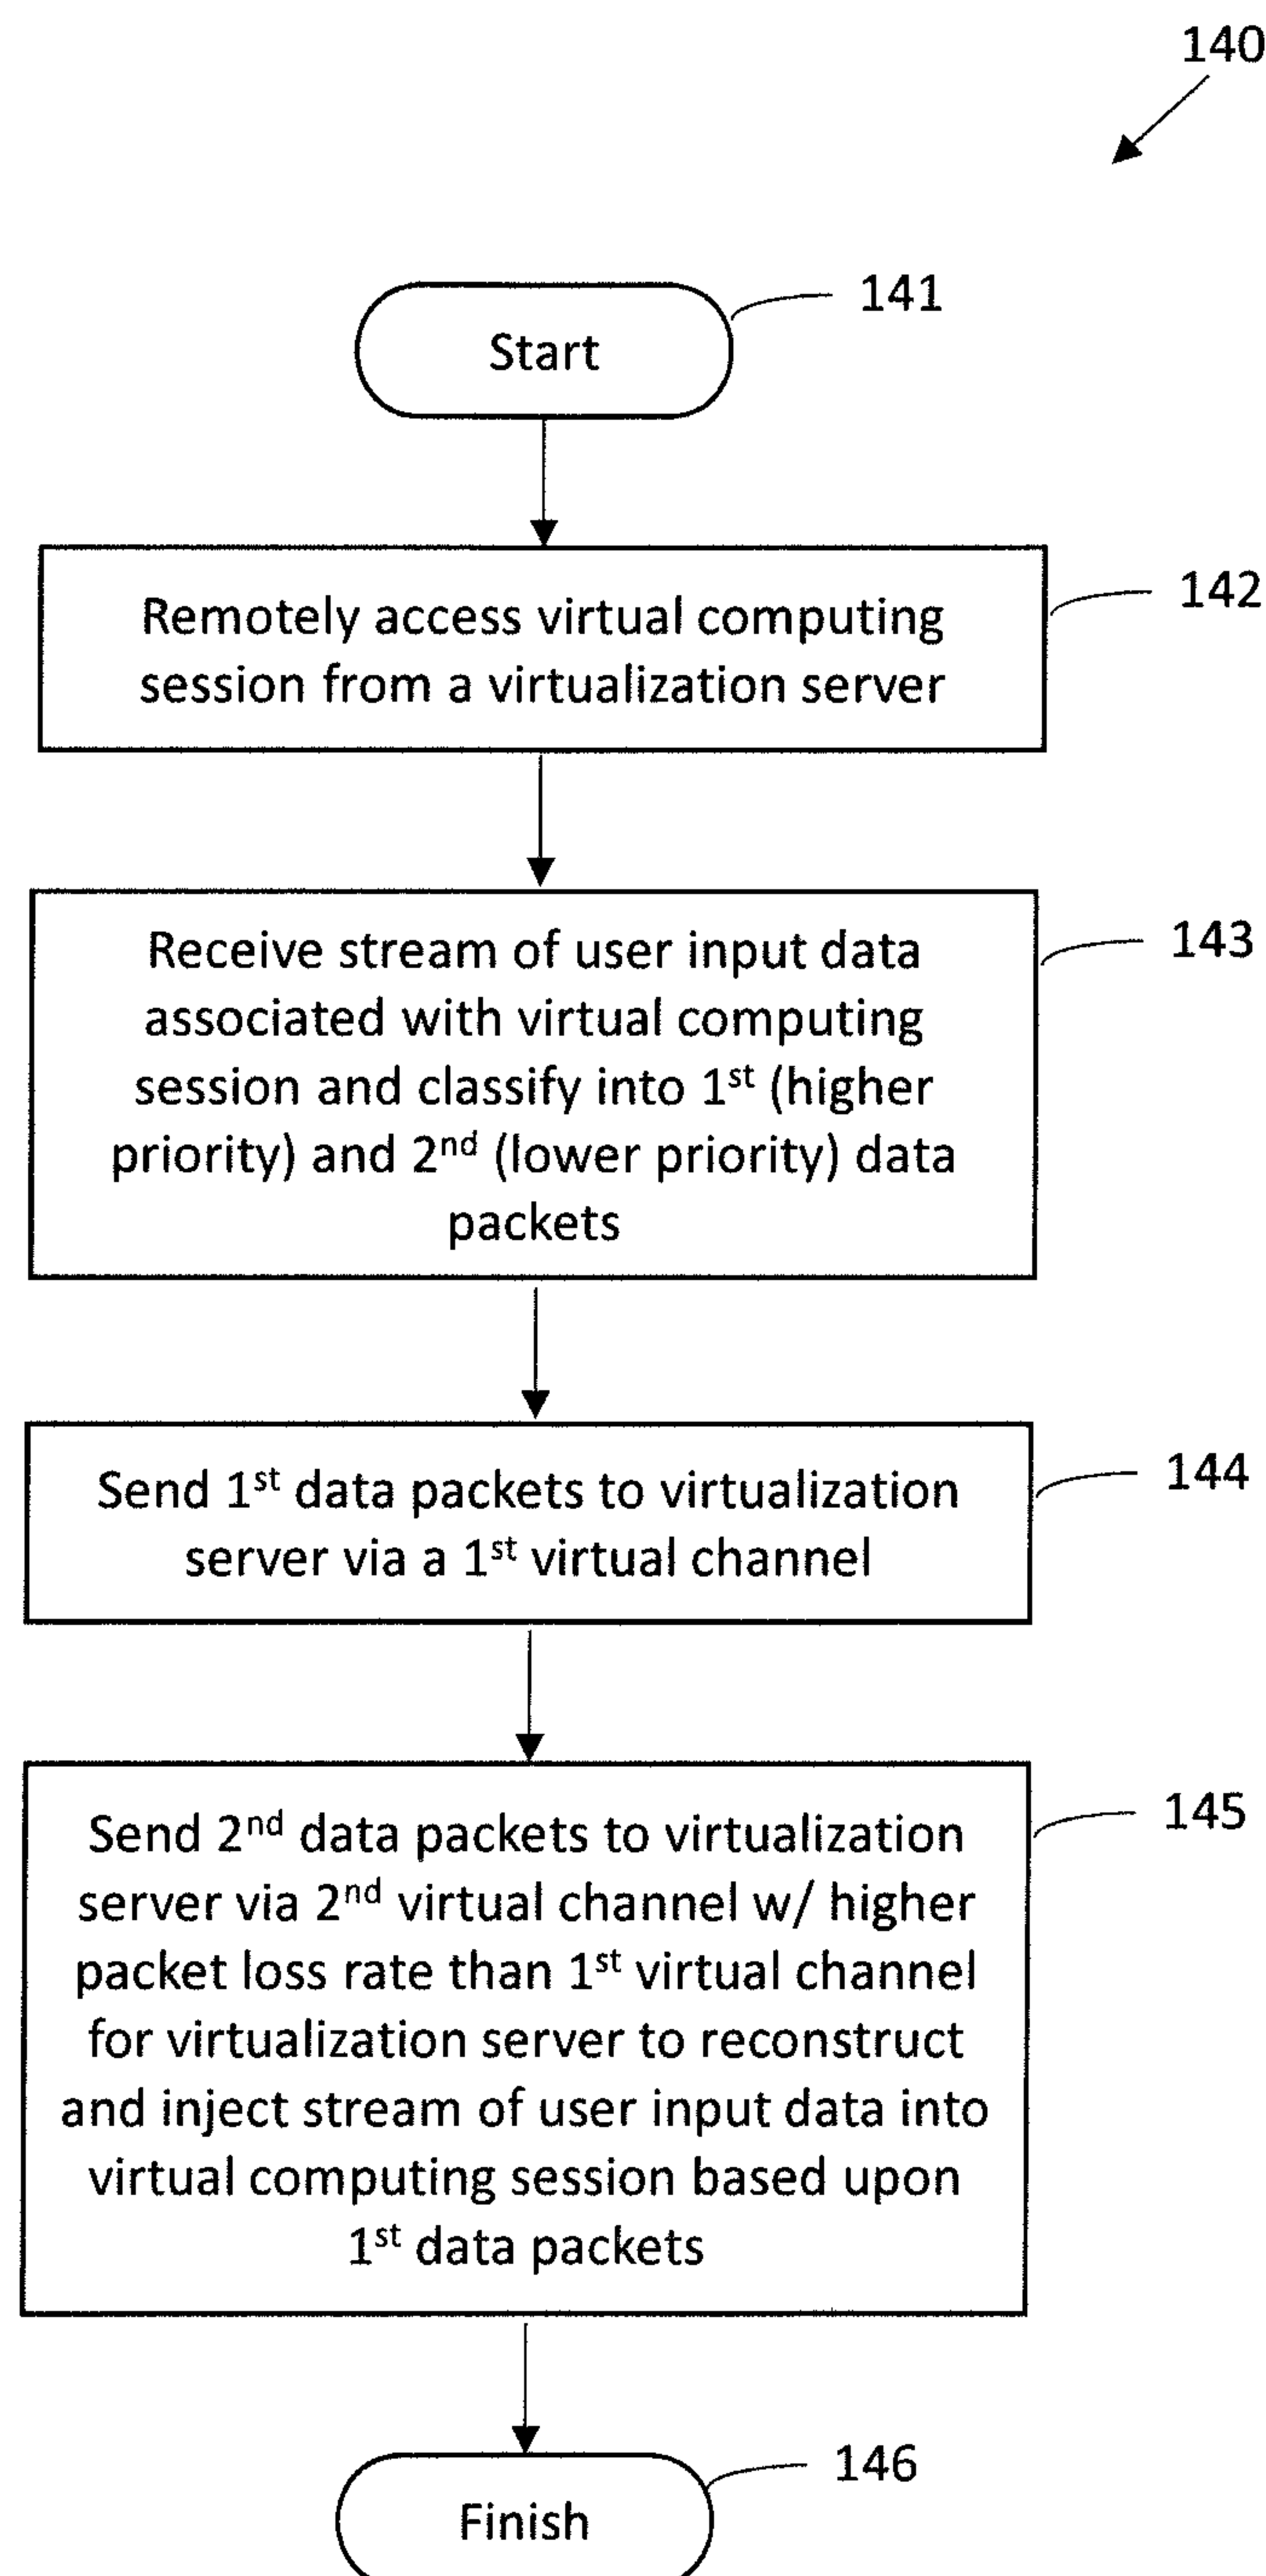 140
141
Start
142
Remotely access virtual computing
session from a virtualization server
143
Receive stream of user input data
associated with virtual computing
session and classify into 1st (higher
priority) and 2nd (lower priority) data
packets
144
Send 1st data packets to virtualization
server via a 1st virtual channel
145
Send 2nd data packets to virtualization
server via 2nd virtual channel w/ higher
packet loss rate than 1st virtual channel
for virtualization server to reconstruct
and inject stream of user input data into
virtual computing session based upon
1st data packets
146
Finish